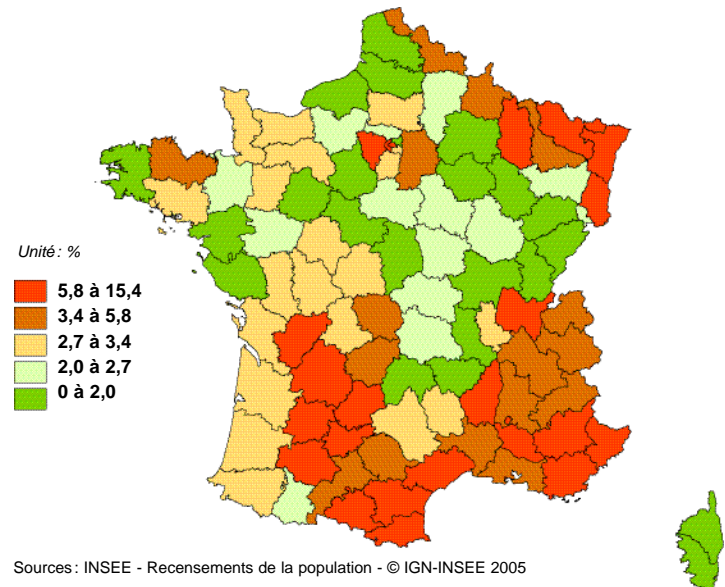 Unité : %
5,8 à 15,4
3,4 à 5,8
2,7 à 3,4
2,0 à 2,7
0 à 2,0
Sources : INSEE - Recensements de la population - © IGN-INSEE 2005